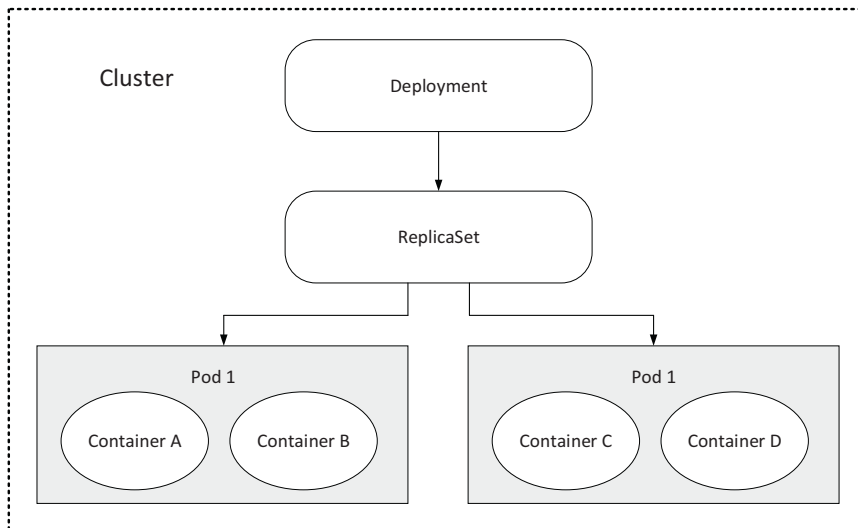 Cluster
Deployment
ReplicaSet
Pod 1
Container A
Container B
Pod 1
Container C
Container D